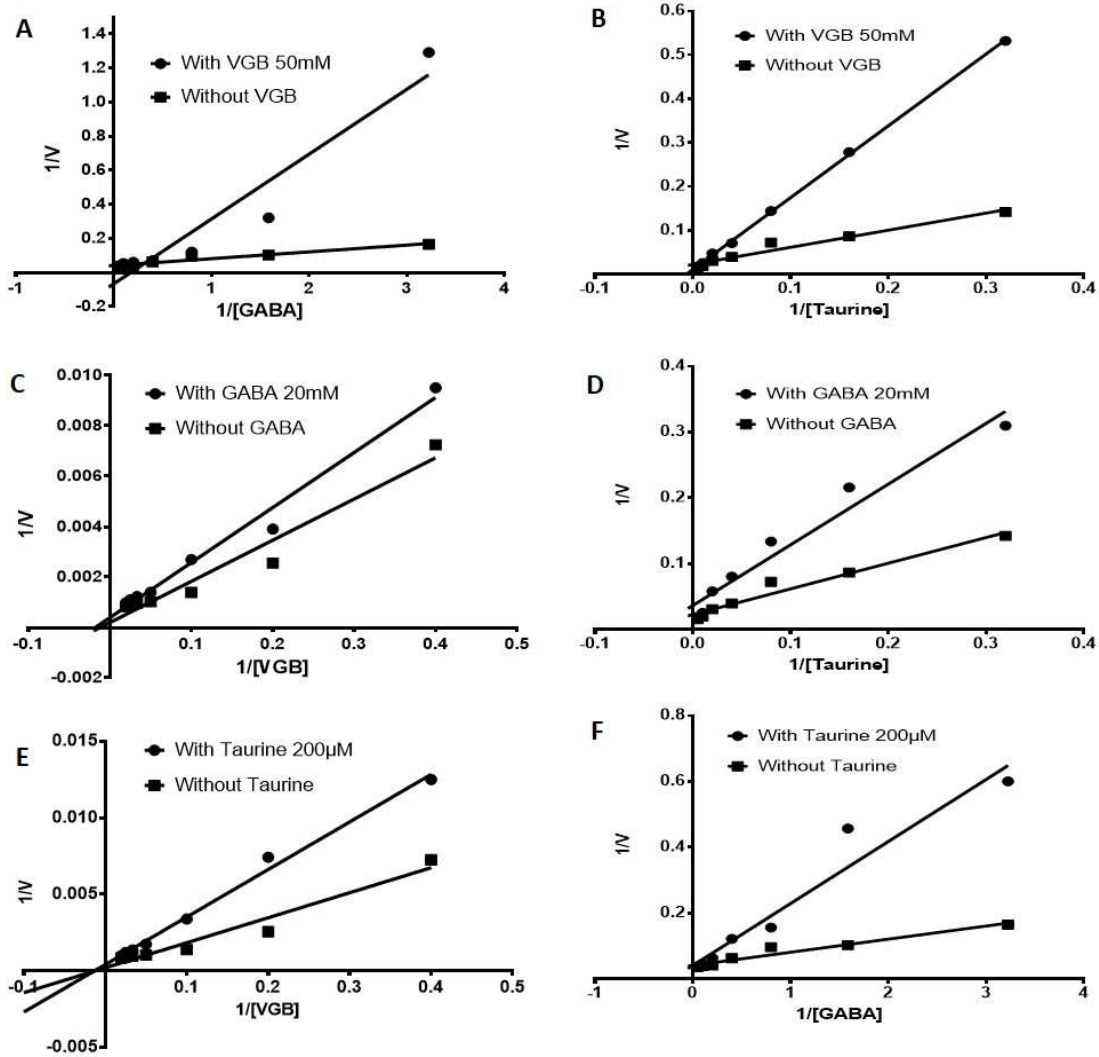 A
With VGB 50mM
Without VGB
1/V
1.4
1.2
1.0
0.8
0.6
0.4
0.2
-0.2
-1
1
2
3
4
1/[GABA]
B
With VGB 50mM
Without VGB
1/V
0.6
0.5
0.4
0.3
0.2
0.1
-0.1
0.0
0.1
0.2
0.3
0.4
1/[Taurine]
C
With GABA 20mM
Without GABA
1/V
0.010
0.008
0.006
0.004
0.002
-0.002
-0.1
0.1
0.2
0.3
0.4
0.5
1/[VGB]
D
With GABA 20mM
Without GABA
1/V
0.4
0.3
0.2
0.1
-0.1
0.0
0.1
0.2
0.3
0.4
1/[Taurine]
E
With Taurine 200µM
Without Taurine
1/V
0.015
0.010
0.005
-0.005
-0.1
0.1
0.2
0.3
0.4
0.5
1/[VGB]
F
With Taurine 200µM
Without Taurine
1/V
0.8
0.6
0.4
0.2
-1
0
1
2
3
4
1/[GABA]